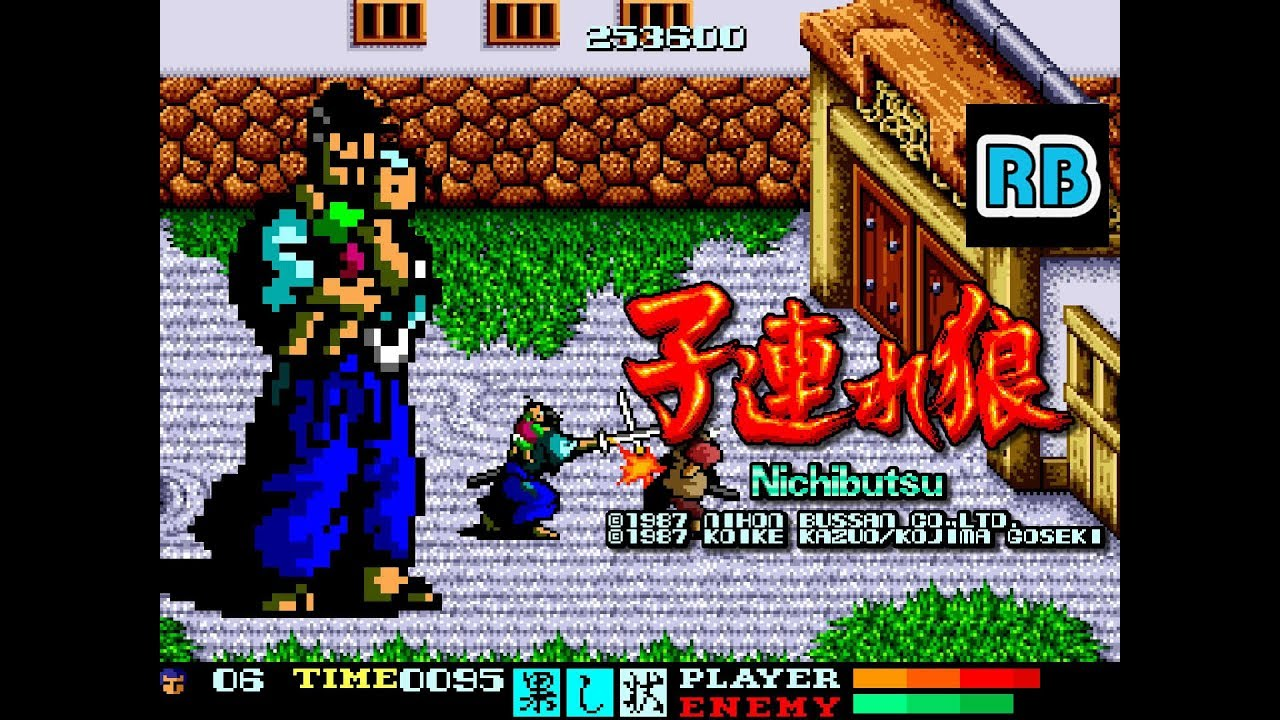 253600
RB
子連れ狼
Nichibutsu
©1987 NIHON BUSSAN CO.,LTD.
©1987 KOIKE KAZUO/KOJIMA GOSEKI
06 TIME0095 PLAYER
ENEMY